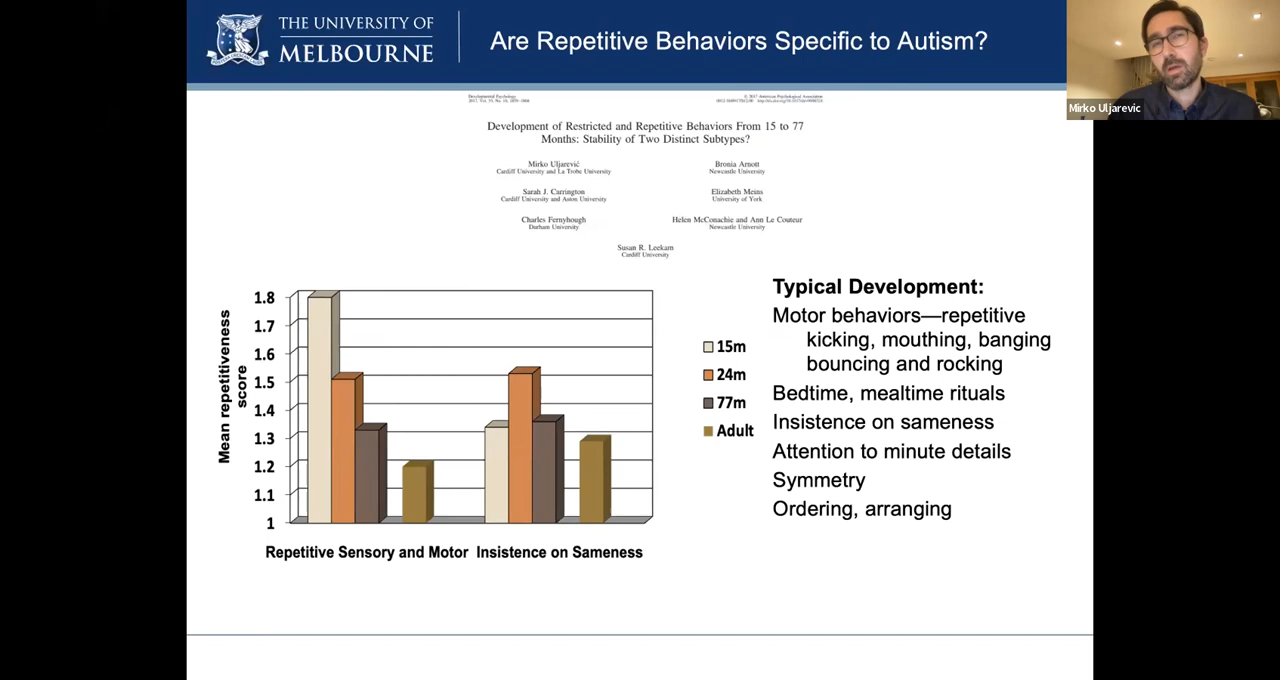 THE UNIVERSITY OF
MELBOURNE
Are Repetitive Behaviors Specific to Autism?
Mirko Uljarevic
Developmental Psychology
Development of Restricted and Repetitive Behaviors From 15 to 77
Months: Stability of Two Distinct Subtypes?
Mirko Uljarević
Cardiff University and La Trobe University
Bronia Arnott
Newcastle University
Sarah J. Carrington
Cardiff University and Aston University
Elizabeth Meins
University of York
Charles Fernyhough
Durham University
Helen McConachie and Ann Le Couteur
Newcastle University
Susan R. Leekam
Cardiff University
Mean repetitiveness
score
1.8
1.7
1.6
1.5
1.4
1.3
1.2
1.1
1
Repetitive Sensory and Motor
Insistence on Sameness
15m
24m
77m
Adult
Typical Development:
Motor behaviors—repetitive
kicking, mouthing, banging
bouncing and rocking
Bedtime, mealtime rituals
Insistence on sameness
Attention to minute details
Symmetry
Ordering, arranging